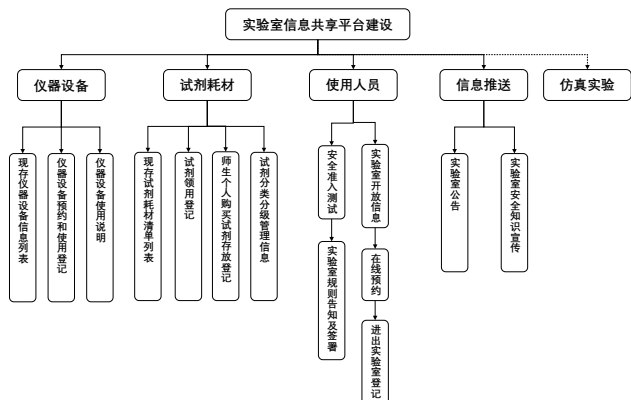 实验室信息共享平台建设
仪器设备
试剂耗材
使用人员
信息推送
仿真实验
现存仪器设备信息列表
仪器设备预约和使用登记
仪器设备使用说明
现存试剂耗材清单列表
试剂领用登记
师生个人购买试剂存放登记
试剂分类分级管理信息
安全准入测试
实验室规则告知及签署
实验室开放信息
在线预约
进出实验室登记
实验室公告
实验室安全知识宣传